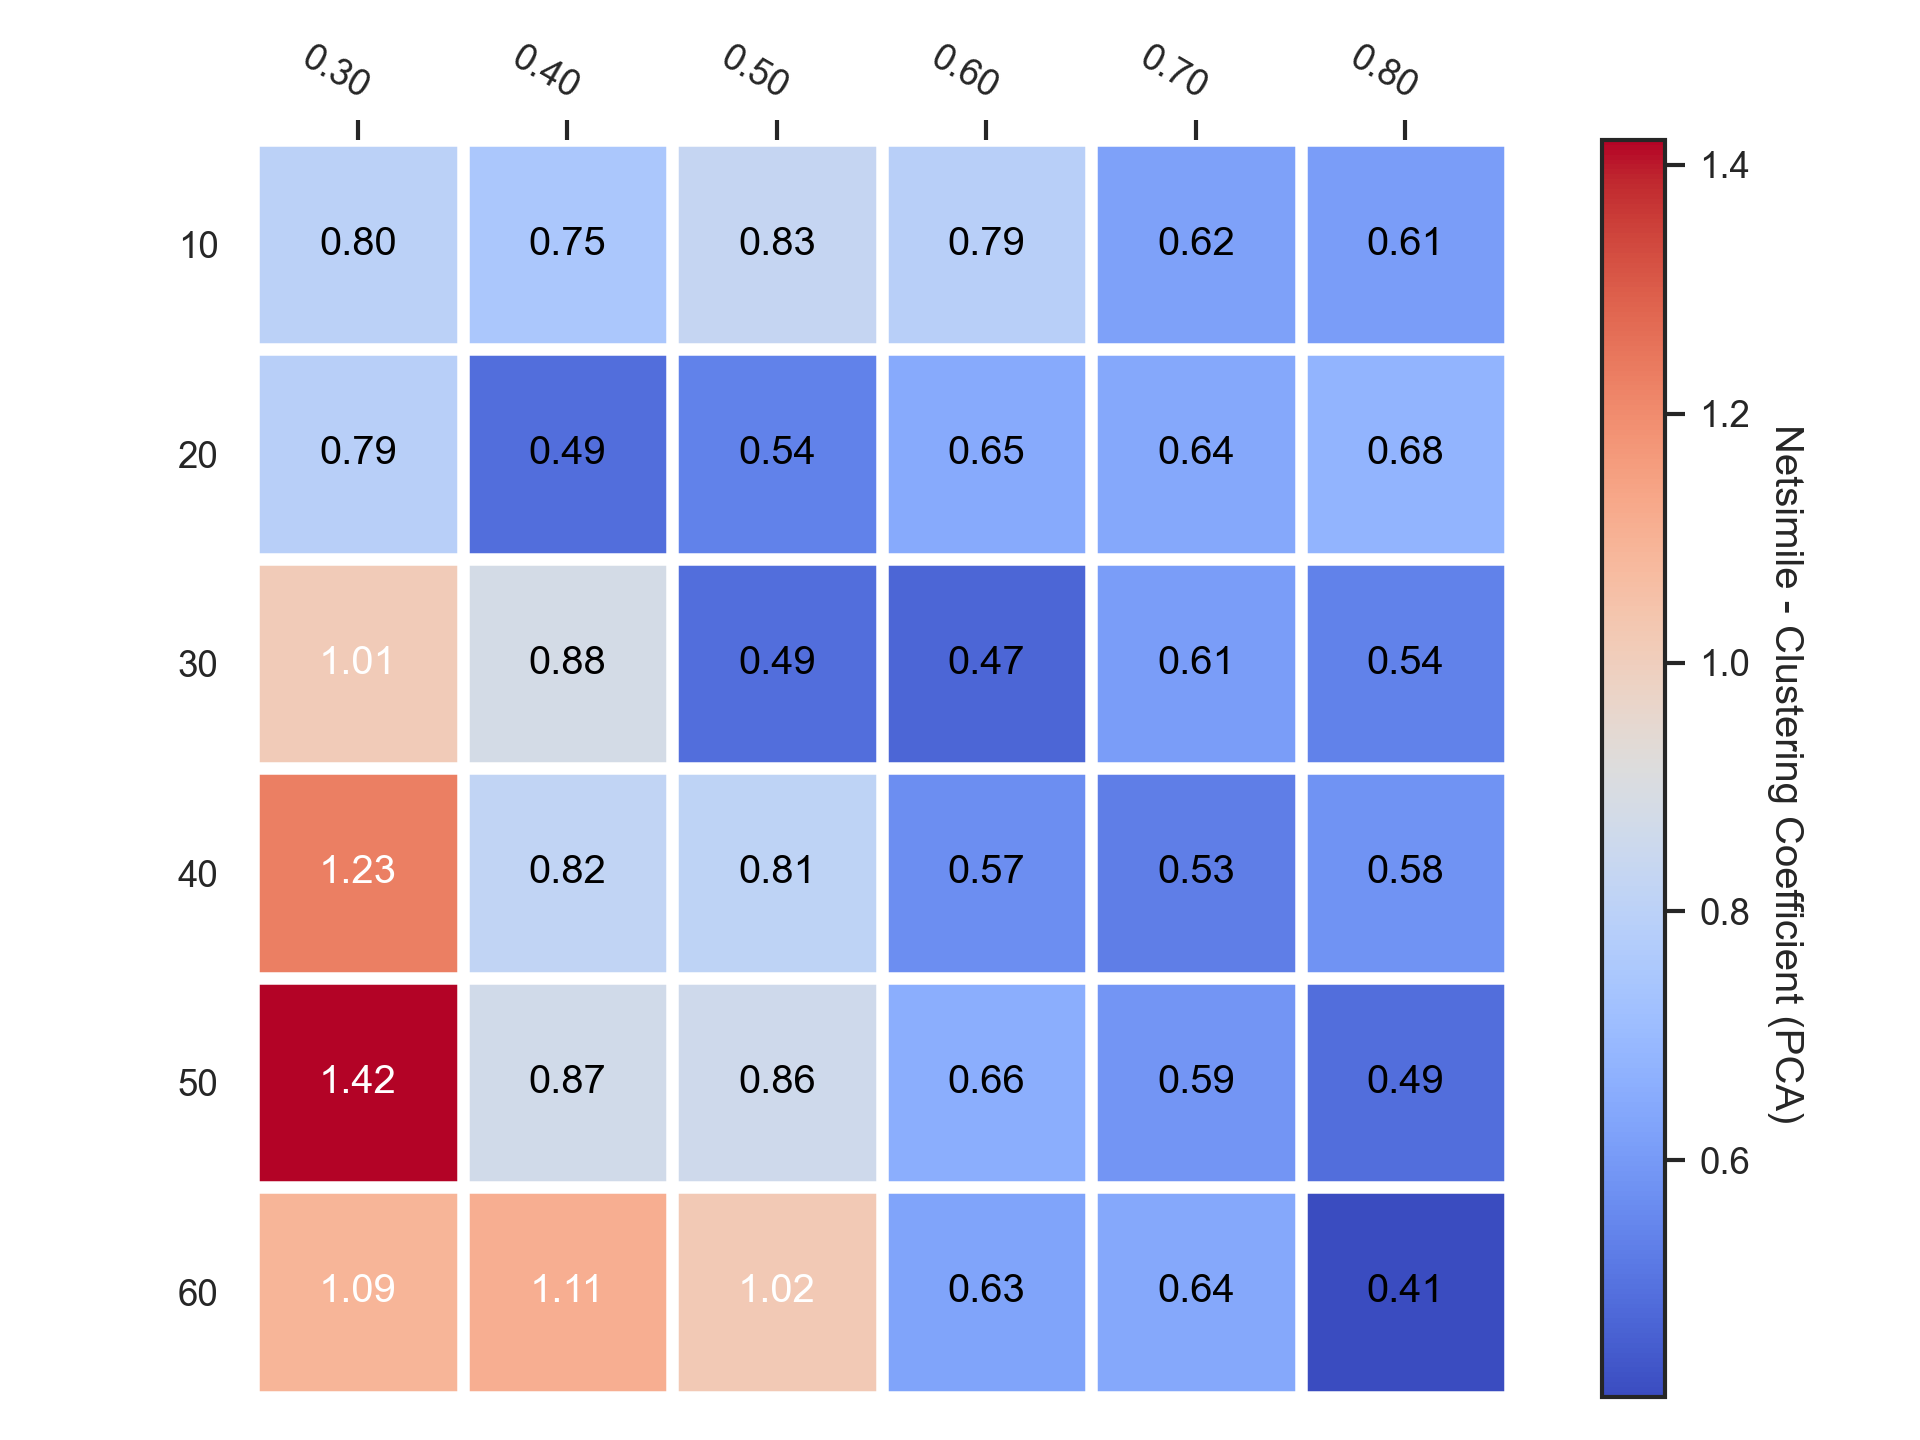 0.30 0.40 0.50 0.60 0.70 0.80
10 0.80 0.75 0.83 0.79 0.62 0.61
20 0.79 0.49 0.54 0.65 0.64 0.68
30 1.01 0.88 0.49 0.47 0.61 0.54
40 1.23 0.82 0.81 0.57 0.53 0.58
50 1.42 0.87 0.86 0.66 0.59 0.49
60 1.09 1.11 1.02 0.63 0.64 0.41
1.4
1.2
1.0
0.8
0.6
Netsimile - Clustering Coefficient (PCA)